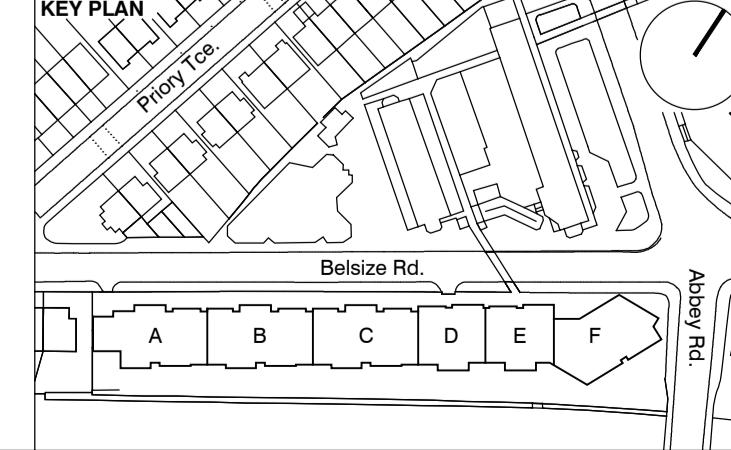 KEY PLAN
Priory Tce.
Belsize Rd.
Abbey Rd.
A B C D E F